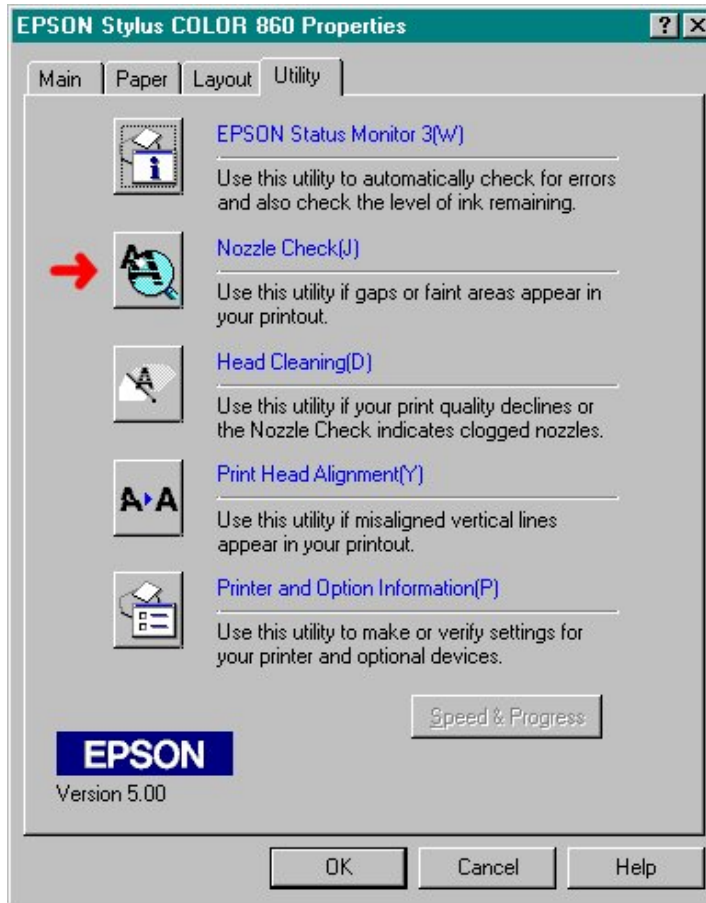 EPSON Stylus COLOR 860 Properties
Main Paper Layout Utility
EPSON Status Monitor 3(W)
Use this utility to automatically check for errors
and also check the level of ink remaining.
Nozzle Check(J)
Use this utility if gaps or faint areas appear in
your printout.
Head Cleaning(D)
Use this utility if your print quality declines or
the Nozzle Check indicates clogged nozzles.
Print Head Alignment(Y)
Use this utility if misaligned vertical lines
appear in your printout.
Printer and Option Information(P)
Use this utility to make or verify settings for
your printer and optional devices.
Speed & Progress
EPSON
Version 5.00
OK Cancel Help